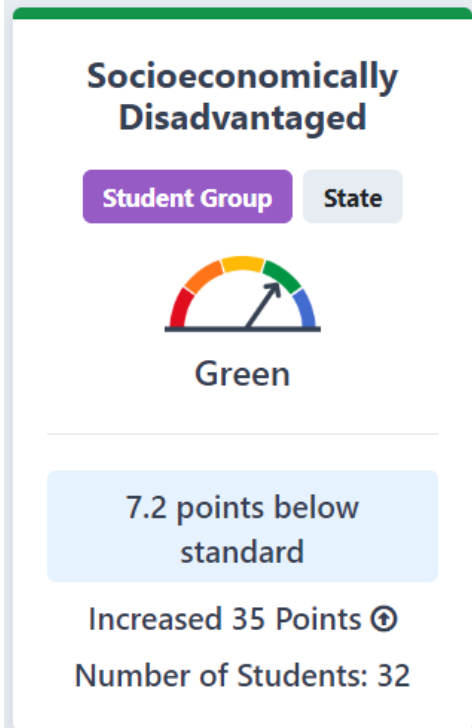 Socioeconomically
Disadvantaged
Student Group
State
Green
7.2 points below
standard
Increased 35 Points
Number of Students: 32